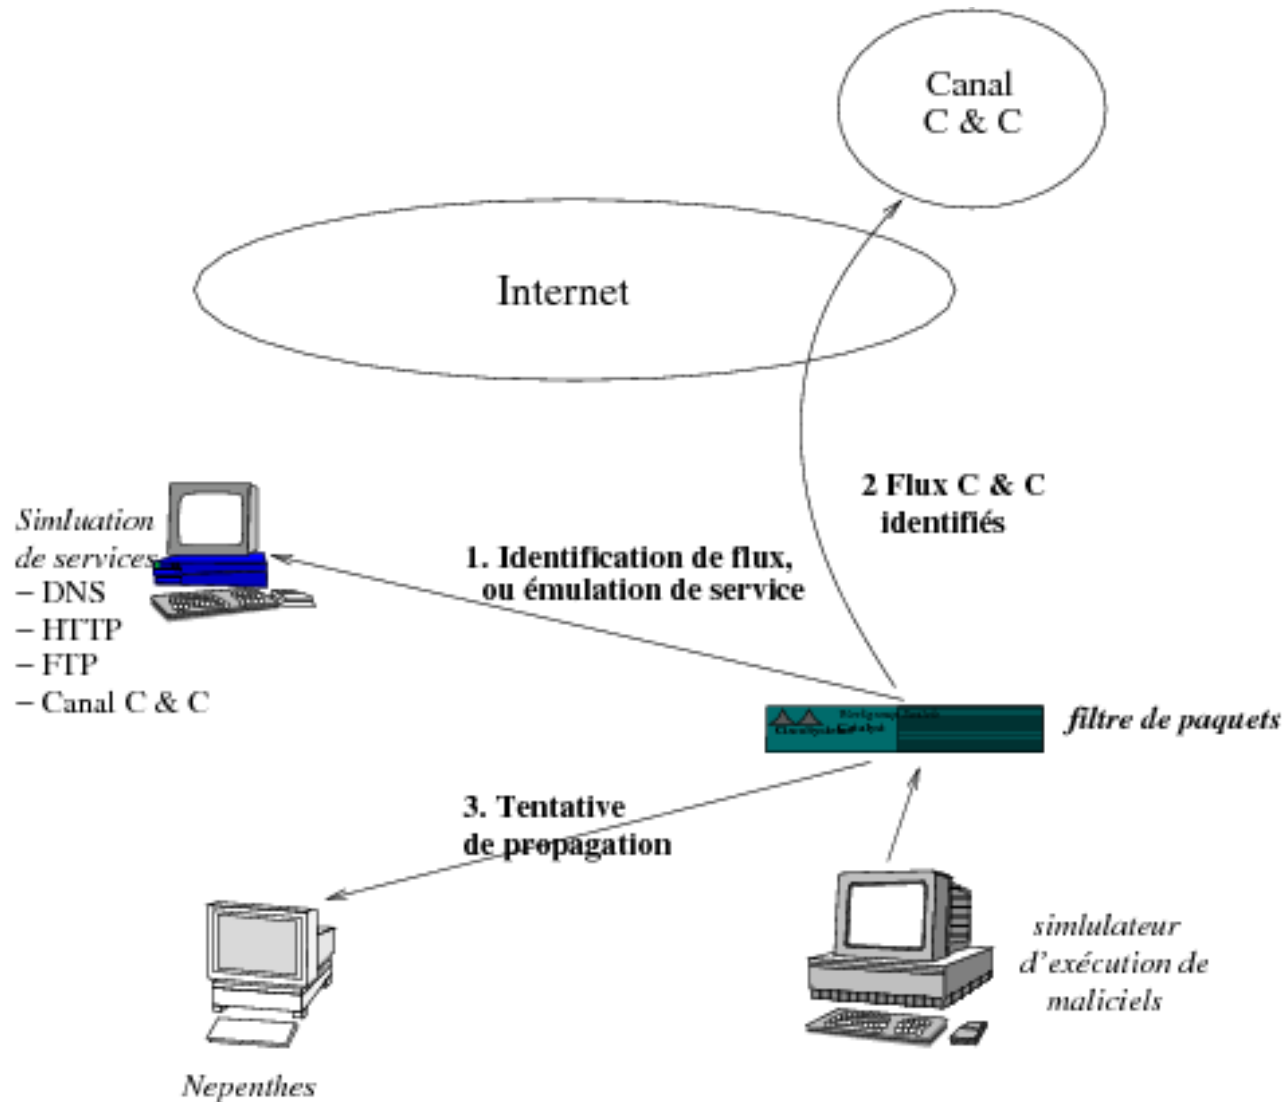 Canal
C & C
Internet
2 Flux C & C
identifiés
Simluation
de services
– DNS
– HTTP
– FTP
– Canal C & C
1. Identification de flux,
ou émulation de service
filtre de paquets
Catalyst
3. Tentative
de propagation
simlulateur
d'exécution de
maliciels
Nepenthes